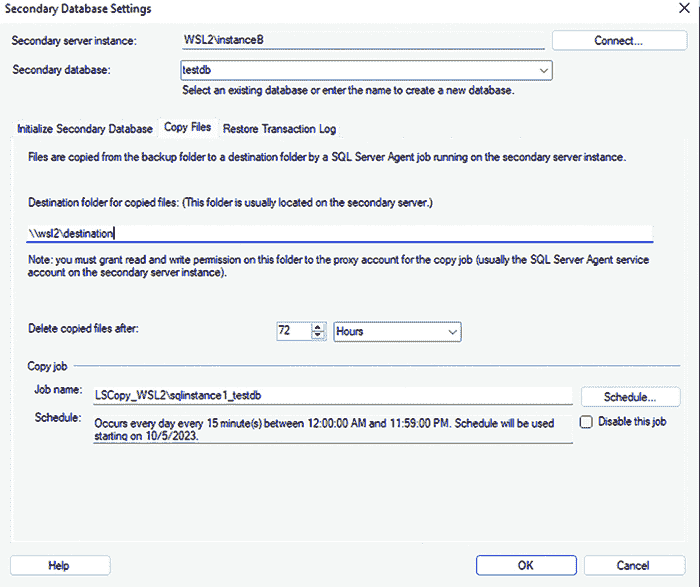 Secondary Database Settings
Secondary server instance: WSL2\instanceB Connect...
Secondary database: testdb
Select an existing database or enter the name to create a new database.
Initialize Secondary Database Copy Files Restore Transaction Log
Files are copied from the backup folder to a destination folder by a SQL Server Agent job running on the secondary server instance.
Destination folder for copied files: (This folder is usually located on the secondary server.)
\\wsl2\destination
Note: you must grant read and write permission on this folder to the proxy account for the copy job (usually the SQL Server Agent service
account on the secondary server instance).
Delete copied files after: 72 Hours
Copy job
Job name: LSCopy_WSL2\sqlinstance1_testdb Schedule...
Schedule: Occurs every day every 15 minute(s) between 12:00:00 AM and 11:59:00 PM. Schedule will be used Disable this job
starting on 10/5/2023.
Help OK Cancel